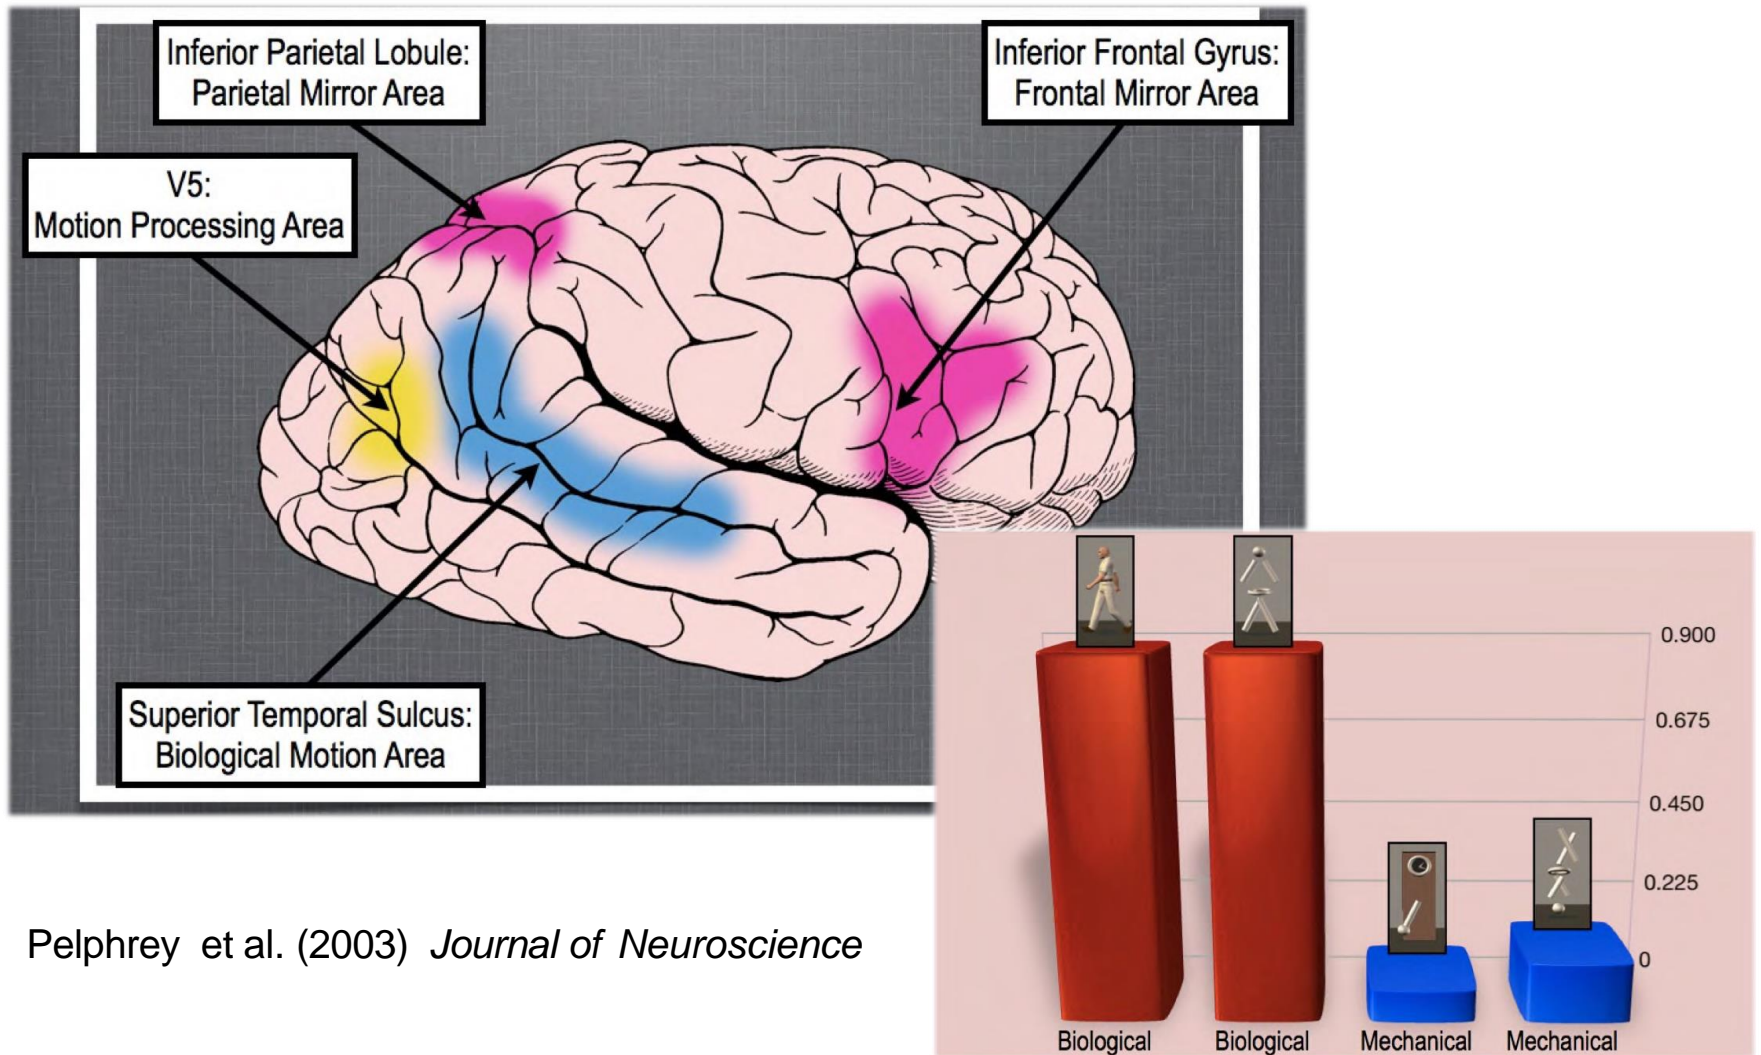 Inferior Parietal Lobule:
Parietal Mirror Area
Inferior Frontal Gyrus:
Frontal Mirror Area
V5:
Motion Processing Area
Superior Temporal Sulcus:
Biological Motion Area
0.900
0.675
0.450
0.225
0
Biological
Biological
Mechanical
Mechanical
Pelphrey et al. (2003) Journal of Neuroscience